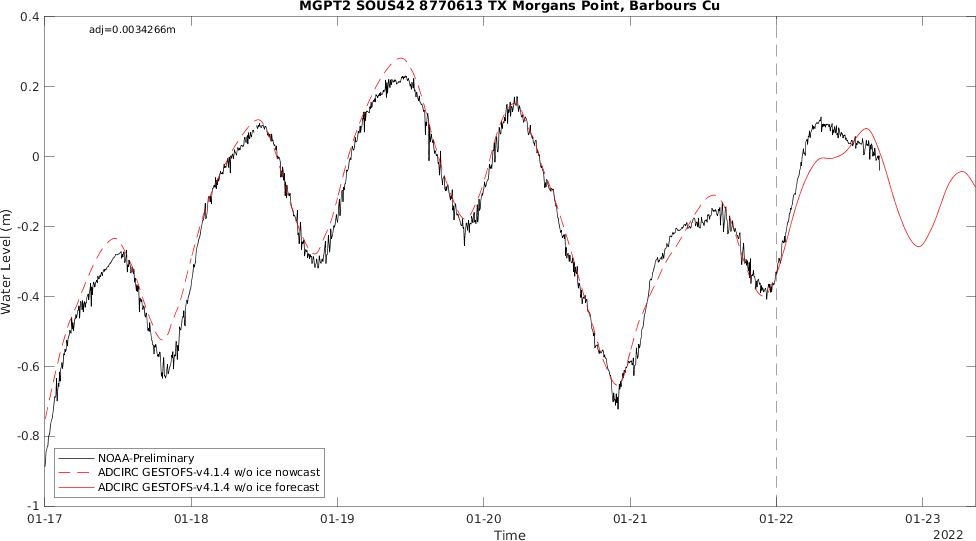 MGPT2 SOUS42 8770613 TX Morgans Point, Barbours Cu
adj=0.0034266m
0.4
0.2
0
-0.2
-0.4
-0.6
-0.8
-1
Water Level (m)
NOAA-Preliminary
ADCIRC GESTOFS-v4.1.4 w/o ice nowcast
ADCIRC GESTOFS-v4.1.4 w/o ice forecast
01-17 01-18 01-19 01-20 01-21 01-22 01-23
Time
2022